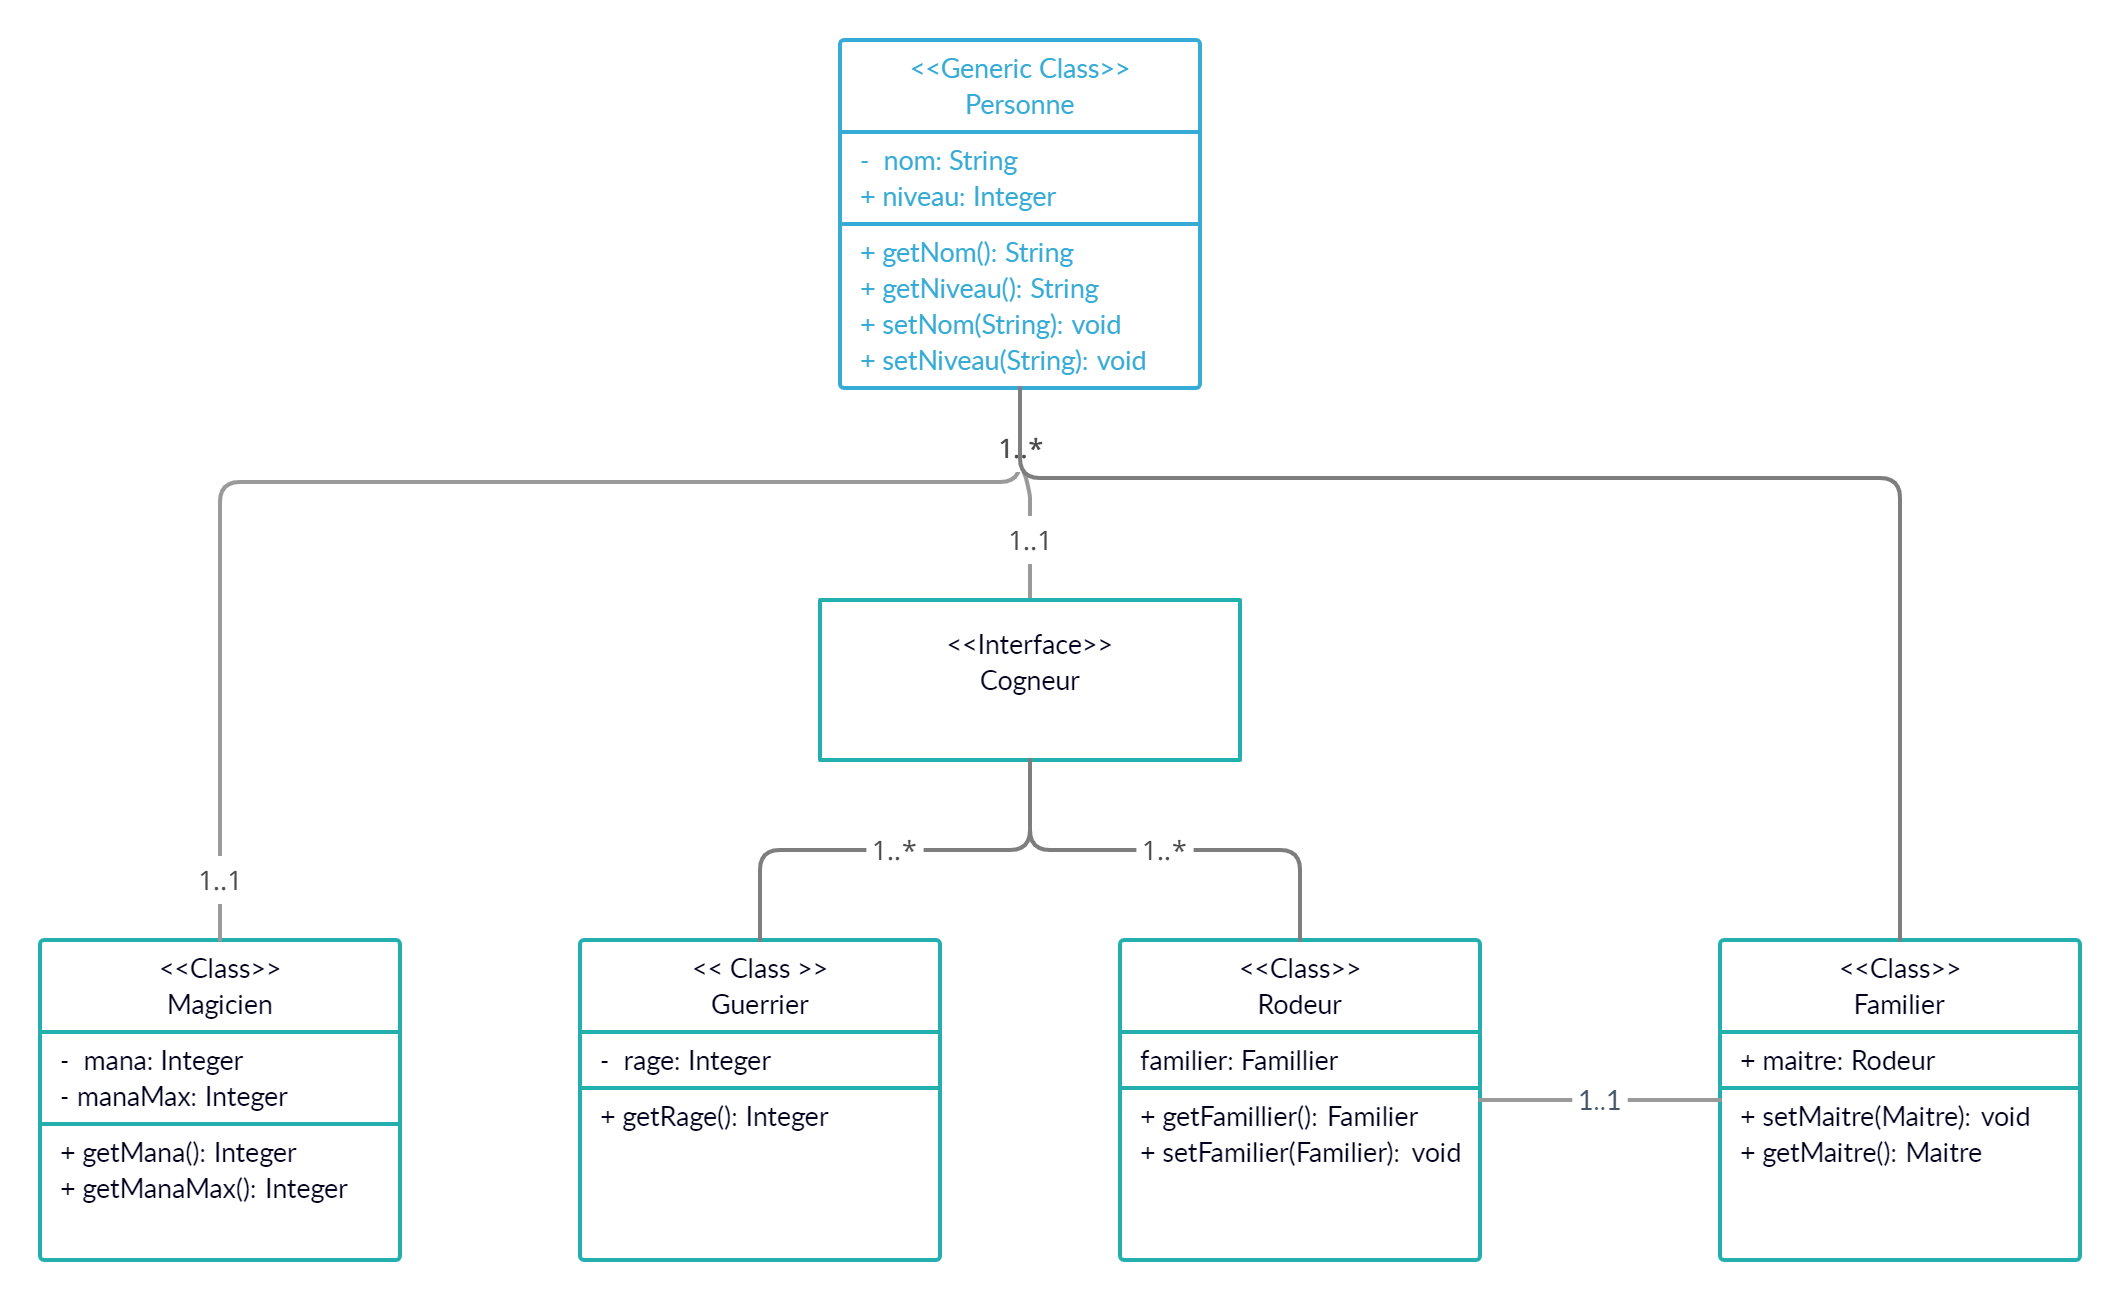 <<Generic Class>>
Personne
- nom: String
+ niveau: Integer
+ getNom(): String
+ getNiveau(): String
+ setNom(String): void
+ setNiveau(String): void
1..*
1..1
<<Interface>>
Cogneur
1..*
1..*
1..1
<<Class>>
Magicien
- mana: Integer
- manaMax: Integer
+ getMana(): Integer
+ getManaMax(): Integer
<< Class >>
Guerrier
- rage: Integer
+ getRage(): Integer
<<Class>>
Rodeur
familier: Famillier
+ getFamillier(): Familier
+ setFamilier(Familier): void
1..1
<<Class>>
Familier
+ maitre: Rodeur
+ setMaitre(Maitre): void
+ getMaitre(): Maitre